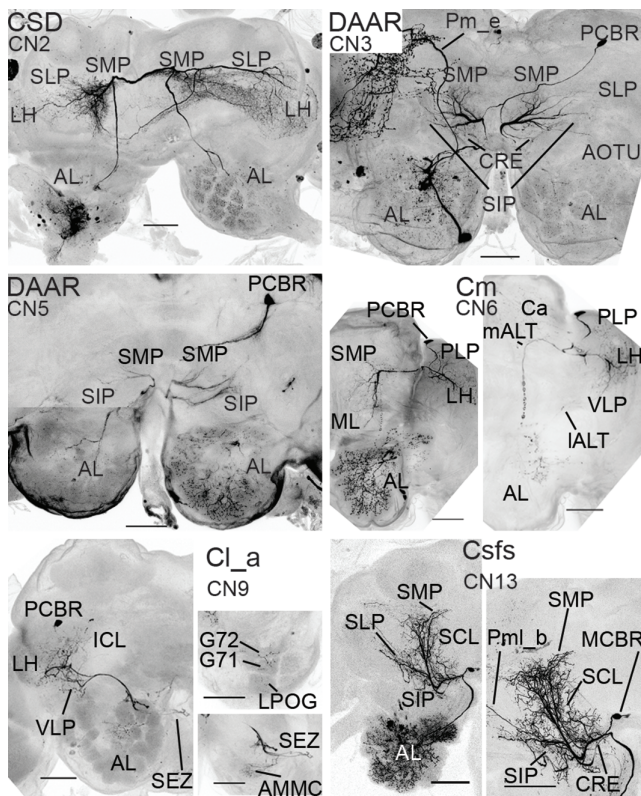 CSD
CN2
SMP SMP SLP
SLP
LH
LH
AL
AL
DAAR
CN3
Pm_e
PCBR
SMP SMP
SLP
CRE
AOTU
AL
SIP
AL
DAAR
CN5
PCBR
SMP
SMP
SIP
SIP
AL
AL
Cm
CN6
PCBR
SMP
PLP
LH
ML
AL
Ca
mALT
PLP
LH
VLP
lALT
AL
Cl_a
CN9
PCBR
ICL
LH
VLP
AL
SEZ
G72
G71
LPOG
SEZ
AMMC
Csfs
CN13
SMP
SLP
SCL
SIP
AL
SMP
Pml_b
MCBR
SCL
SIP
CRE